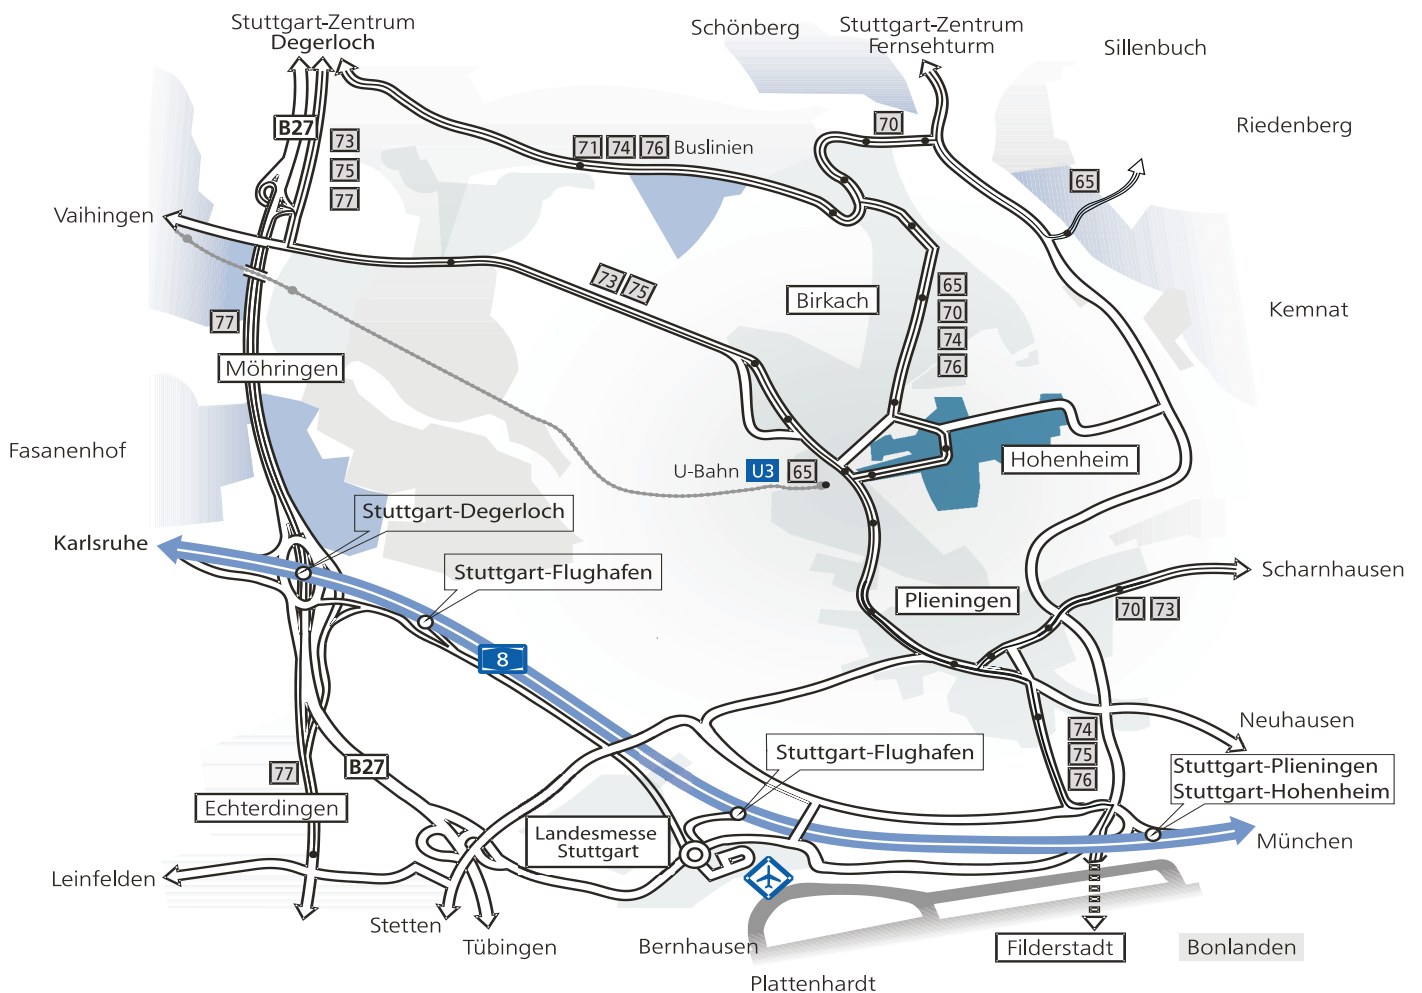 Stuttgart-Zentrum
Degerloch
Schönberg
Stuttgart-Zentrum
Fernsehturm
Sillenbuch
Riedenberg
B27
73
75
77
71 74 76 Buslinien
70
65
Vaihingen
73 75
Birkach
65
70
74
76
Kemnat
77
Möhringen
Fasanenhof
U-Bahn U3 65
Hohenheim
Stuttgart-Degerloch
Karlsruhe
Stuttgart-Flughafen
Scharnhausen
Plieningen
70 73
8
Neuhausen
74
75
76
Stuttgart-Flughafen
Stuttgart-Plieningen
Stuttgart-Hohenheim
77
B27
Echterdingen
Landesmesse
Stuttgart
München
Leinfelden
Stetten
Tübingen
Bernhausen
Filderstadt
Bonlanden
Plattenhardt